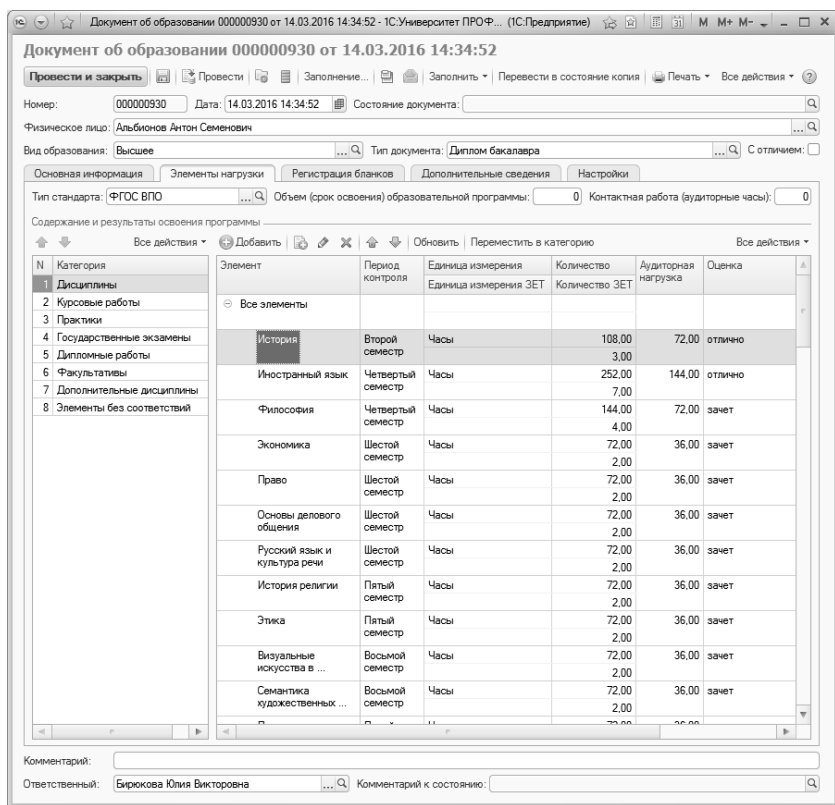 Документ об образовании 000000930 от 14.03.2016 14:34:52 - 1С:Университет ПРОФ... (1С:Предприятие) 31 M M+ M-
Документ об образовании 000000930 от 14.03.2016 14:34:52
Провести и закрыть Провести Заполнение... Заполнить Перевести в состояние копия Печать Все действия ?
Номер: 000000930 Дата: 14.03.2016 14:34:52 Состояние документа:
Физическое лицо: Альбионов Антон Семенович ...
Вид образования: Высшее ... Тип документа: Диплом бакалавра ... С отличием:
Основная информация Элементы нагрузки Регистрация бланков Дополнительные сведения Настройки
Тип стандарта: ФГОС ВПО ... Объем (срок освоения) образовательной программы: 0 Контактная работа (аудиторные часы): 0
Содержание и результаты освоения программы
Все действия Добавить Обновить Переместить в категорию Все действия
N Категория
1 Дисциплины
2 Курсовые работы
3 Практики
4 Государственные экзамены
5 Дипломные работы
6 Факультативы
7 Дополнительные дисциплины
8 Элементы без соответствий
Элемент Период Единица измерения Количество Аудиторная Оценка
контроля Единица измерения ЗЕТ Количество ЗЕТ нагрузка
Все элементы
История Второй Часы 108,00 72,00 отлично
семестр 3,00
Иностранный язык Четвертый Часы 252,00 144,00 отлично
семестр 7,00
Философия Четвертый Часы 144,00 72,00 зачет
семестр 4,00
Экономика Шестой Часы 72,00 36,00 зачет
семестр 2,00
Право Шестой Часы 72,00 36,00 зачет
семестр 2,00
Основы делового Шестой Часы 72,00 36,00 зачет
общения семестр 2,00
Русский язык и Шестой Часы 72,00 36,00 зачет
культура речи семестр 2,00
История религии Пятый Часы 72,00 36,00 зачет
семестр 2,00
Этика Пятый Часы 72,00 36,00 зачет
семестр 2,00
Визуальные Восьмой Часы 72,00 36,00 зачет
искусства в ... семестр 2,00
Семантика Восьмой Часы 72,00 36,00 зачет
художественных ... семестр 2,00
Комментарий:
Ответственный: Бирюкова Юлия Викторовна ... Комментарий к состоянию: